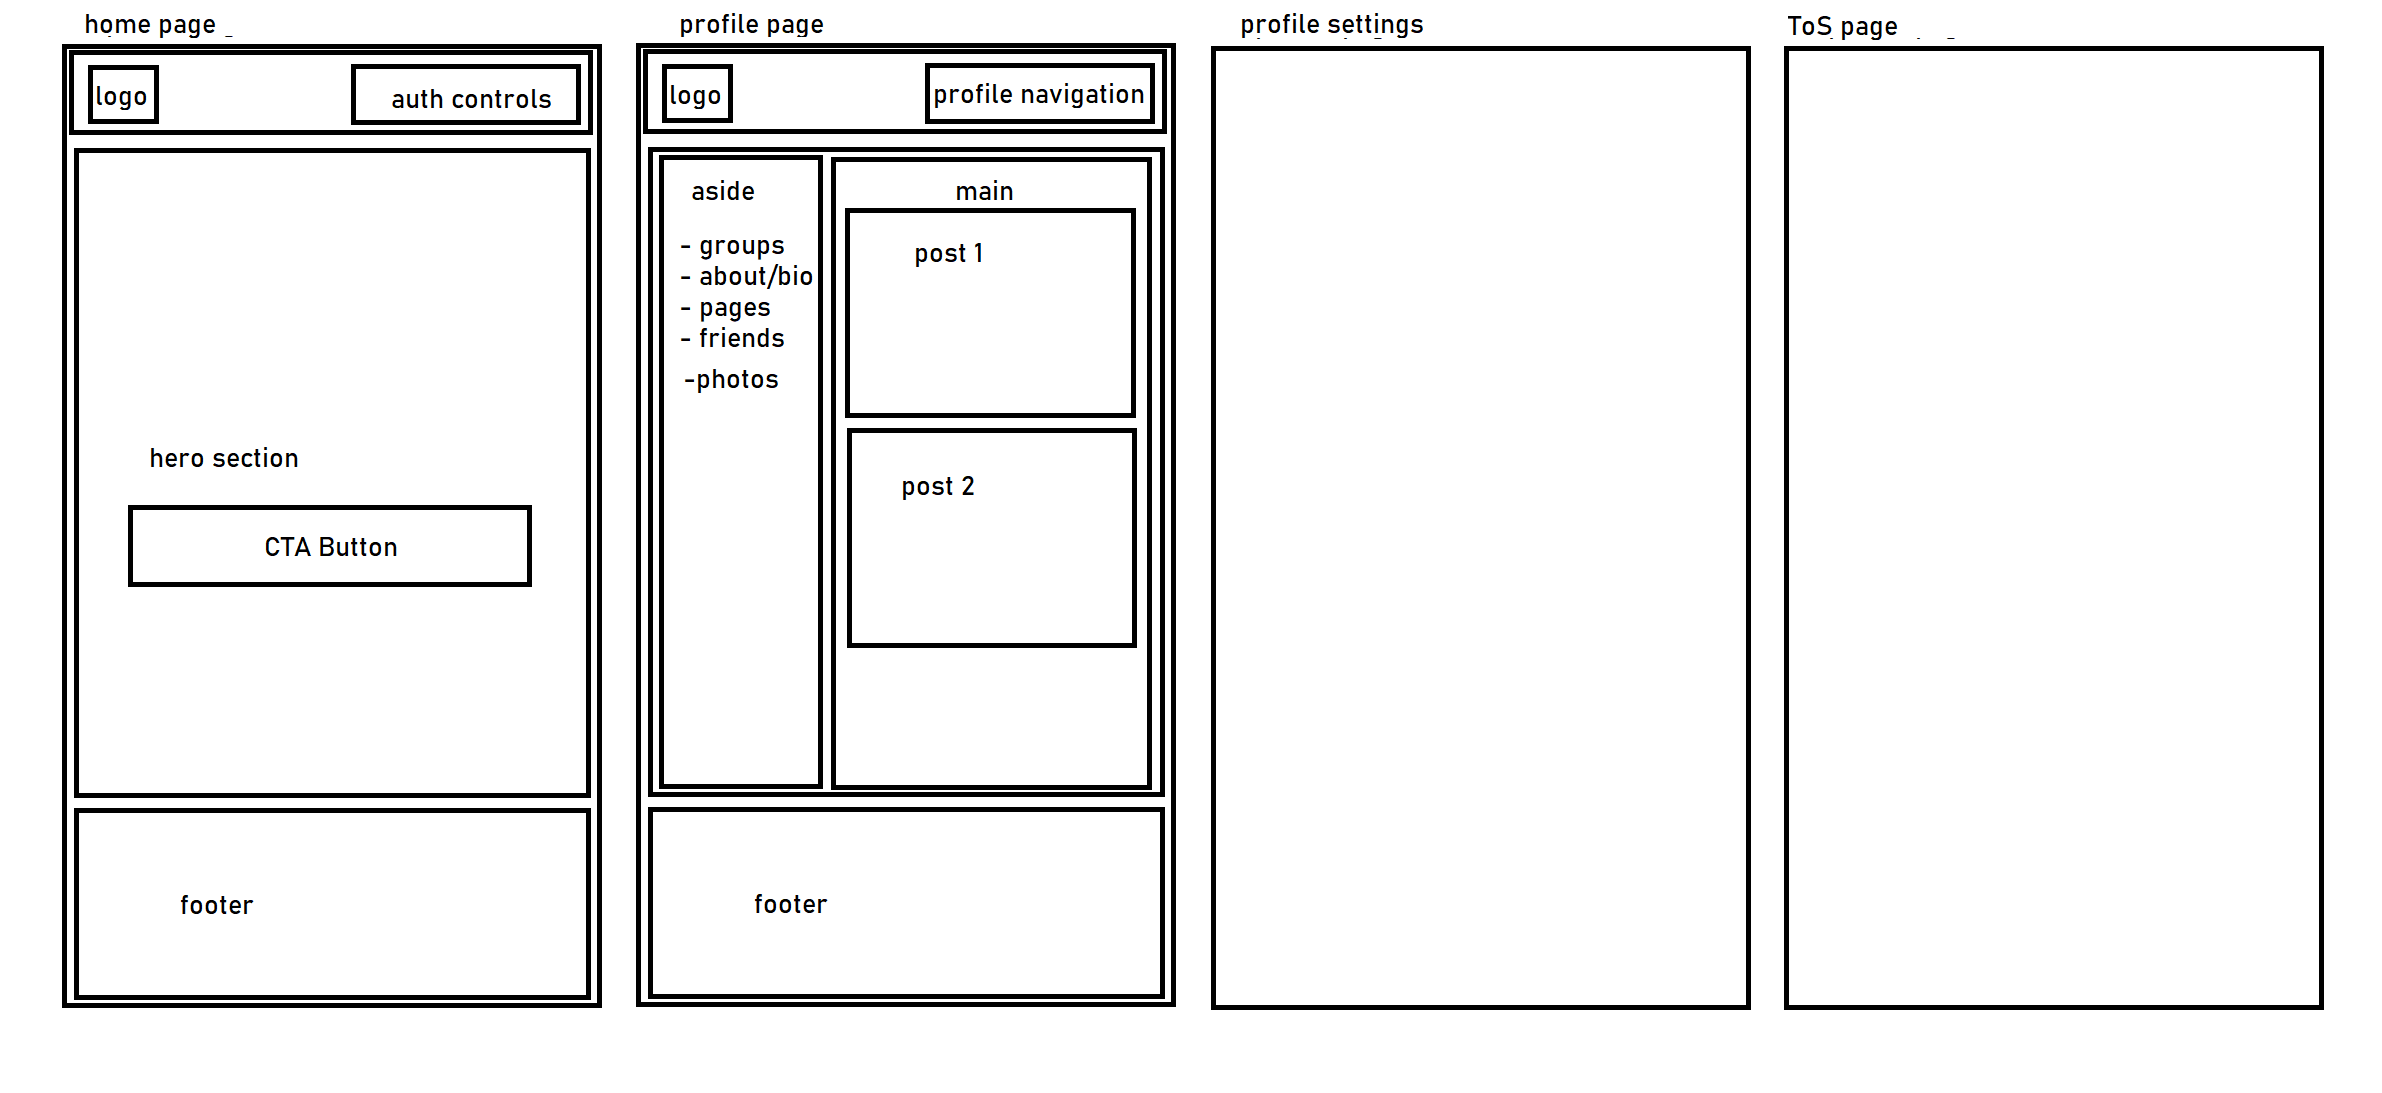 home page
logo
auth controls
hero section
CTA Button
footer
profile page
logo
profile navigation
aside
- groups
- about/bio
- pages
- friends
-photos
main
post 1
post 2
footer
profile settings
ToS page